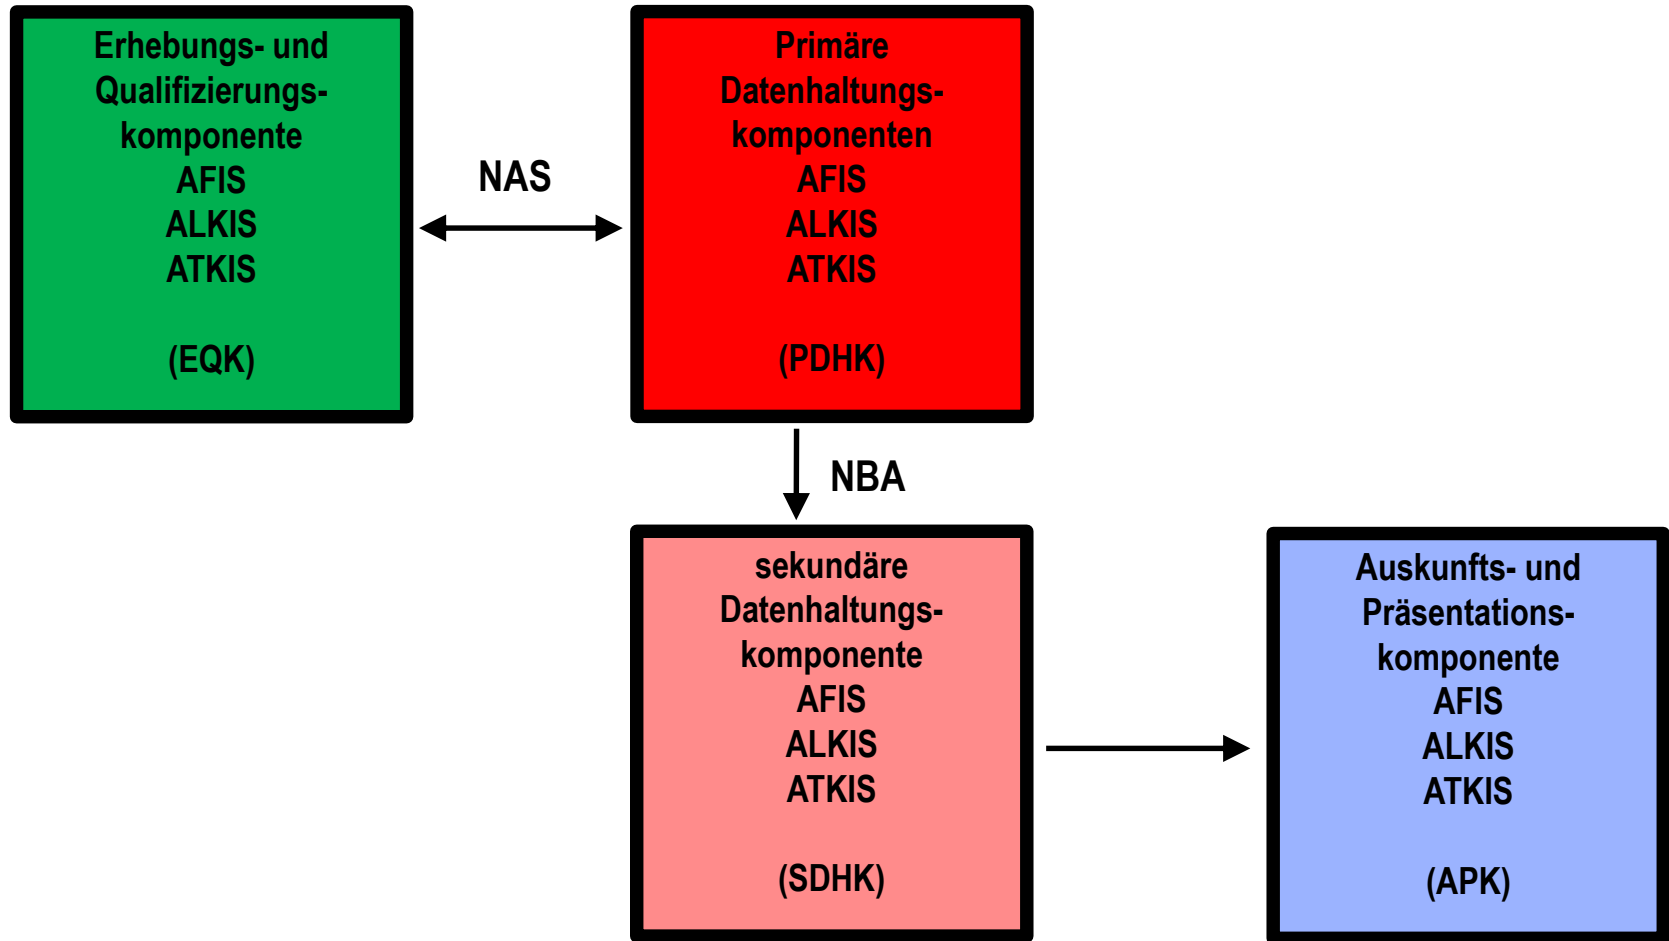 Erhebungs- und
Qualifizierungs-
komponente
AFIS
ALKIS
ATKIS
(EQK)
NAS
Primäre
Datenhaltungs-
komponenten
AFIS
ALKIS
ATKIS
(PDHK)
NBA
sekundäre
Datenhaltungs-
komponente
AFIS
ALKIS
ATKIS
(SDHK)
Auskunfts- und
Präsentations-
komponente
AFIS
ALKIS
ATKIS
(APK)